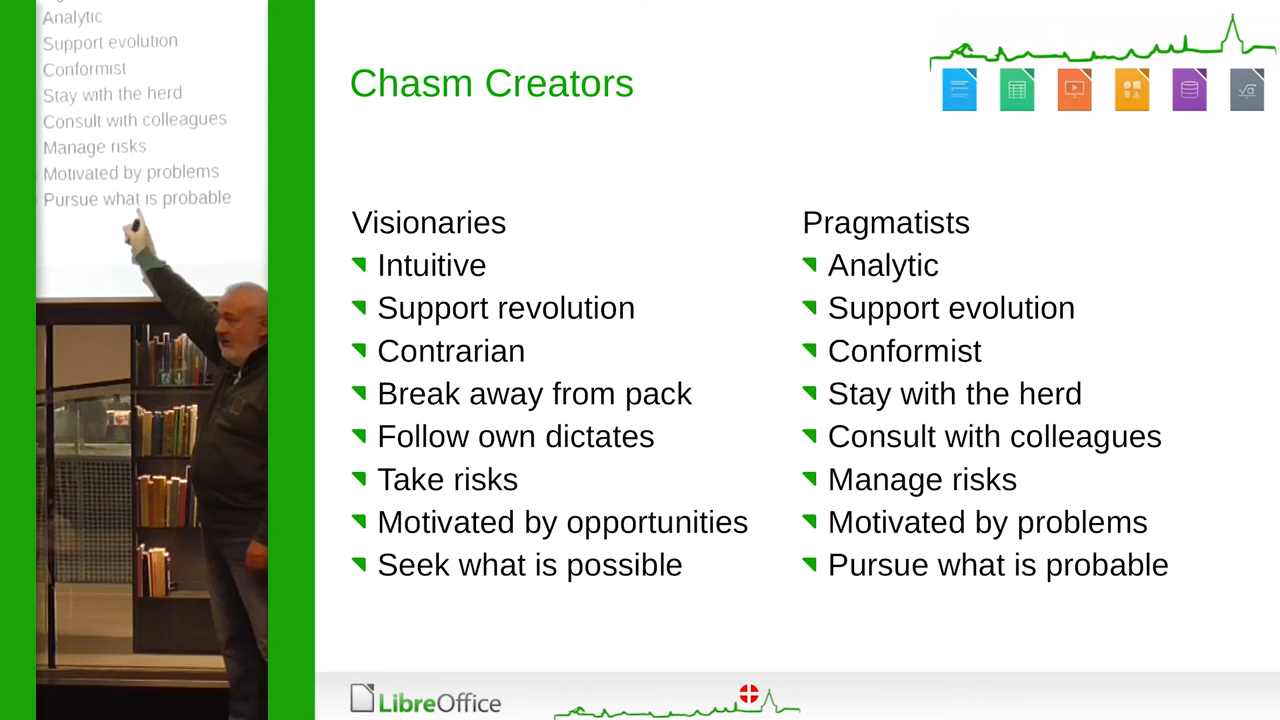 Analytic
Support evolution
Conformist
Stay with the herd
Consult with colleagues
Manage risks
Motivated by problems
Pursue what is probable
Chasm Creators
Visionaries
Intuitive
Support revolution
Contrarian
Break away from pack
Follow own dictates
Take risks
Motivated by opportunities
Seek what is possible
Pragmatists
Analytic
Support evolution
Conformist
Stay with the herd
Consult with colleagues
Manage risks
Motivated by problems
Pursue what is probable
√a
LibreOffice